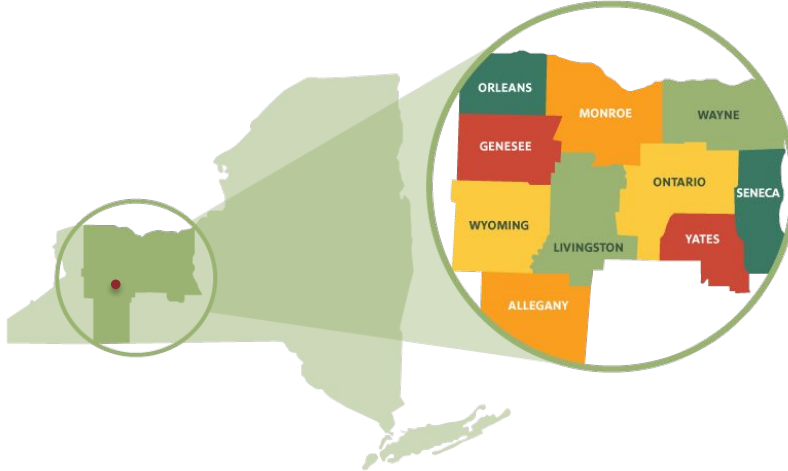 ORLEANS
MONROE
WAYNE
GENESEE
ONTARIO
SENECA
WYOMING
YATES
LIVINGSTON
ALLEGANY